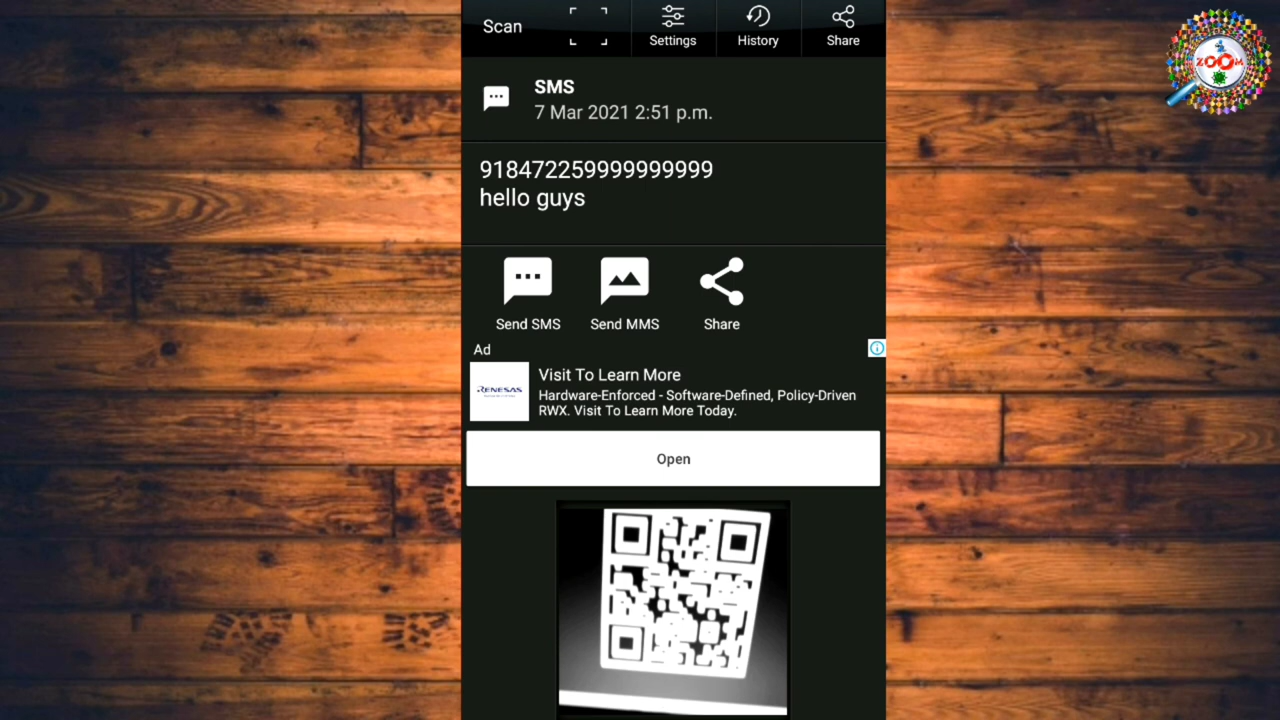 Scan
Settings
History
Share
ZOOM
SMS
7 Mar 2021 2:51 p.m.
918472259999999999
hello guys
Send SMS
Send MMS
Share
Ad
Visit To Learn More
RENESAS
Hardware-Enforced - Software-Defined, Policy-Driven
RWX. Visit To Learn More Today.
Open